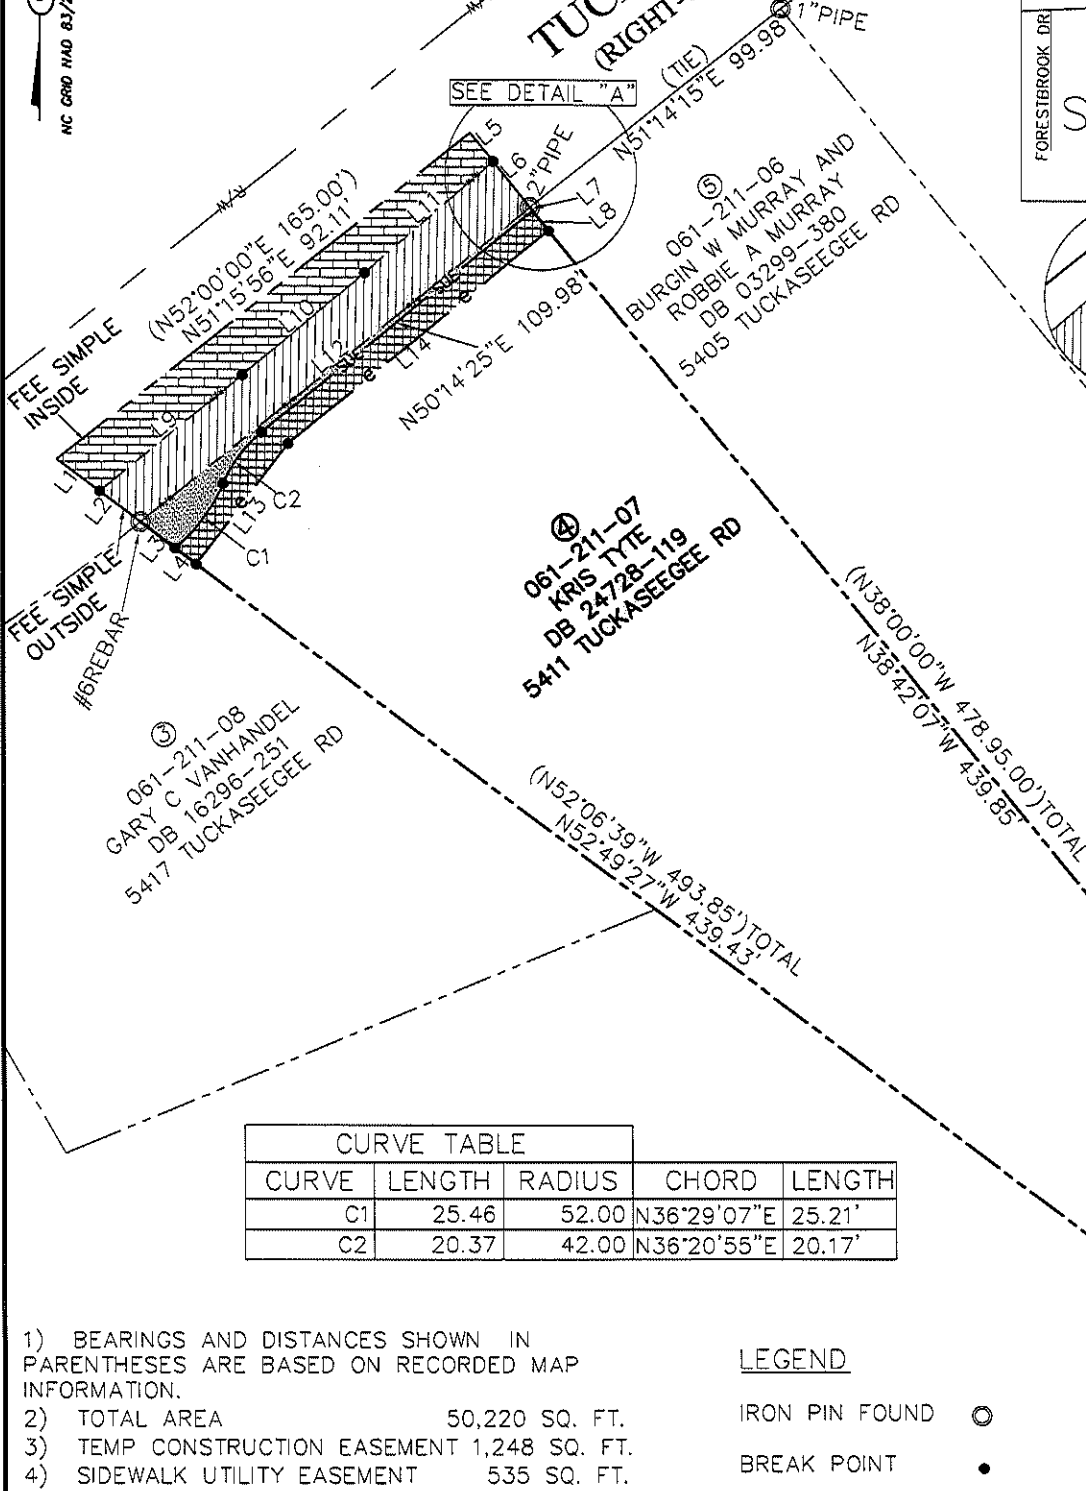 NC GRID NAD 83/
M/
TUC
(RIGHT-
1"PIPE
FORESTBROOK DR
S
(TIE)
N51°14'15"E 99.98'
SEE DETAIL "A"
L5
L6
2"PIPE
L7
L8
M/U
(N52°00'00"E 165.00')
N51°15'56"E 92.11'
L11
L10
L9
L12
SUE
SUE
e
e
e
L14
N50°14'25"E 109.98'
FEE SIMPLE
INSIDE
L1
L2
L3
L4
L13
C2
C1
FEE SIMPLE
OUTSIDE
#6REBAR
5
061-211-06
BURGIN W MURRAY AND
ROBBIE A MURRAY
DB 03299-380
5405 TUCKASEEGEE RD
4
061-211-07
KRIS TYTE
DB 24728-119
5411 TUCKASEEGEE RD
3
061-211-08
GARY C VANHANDEL
DB 16296-251
5417 TUCKASEEGEE RD
(N38°00'00"W 478.95.00')TOTAL
N38°42'07"W 439.85'
(N52°06'39"W 493.85')TOTAL
N52°49'27"W 439.43'
CURVE TABLE
CURVE LENGTH RADIUS CHORD LENGTH
C1 25.46 52.00 N36°29'07"E 25.21'
C2 20.37 42.00 N36°20'55"E 20.17'
1) BEARINGS AND DISTANCES SHOWN IN
PARENTHESES ARE BASED ON RECORDED MAP
INFORMATION.
2) TOTAL AREA 50,220 SQ. FT.
3) TEMP CONSTRUCTION EASEMENT 1,248 SQ. FT.
4) SIDEWALK UTILITY EASEMENT 535 SQ. FT.
LEGEND
IRON PIN FOUND
BREAK POINT